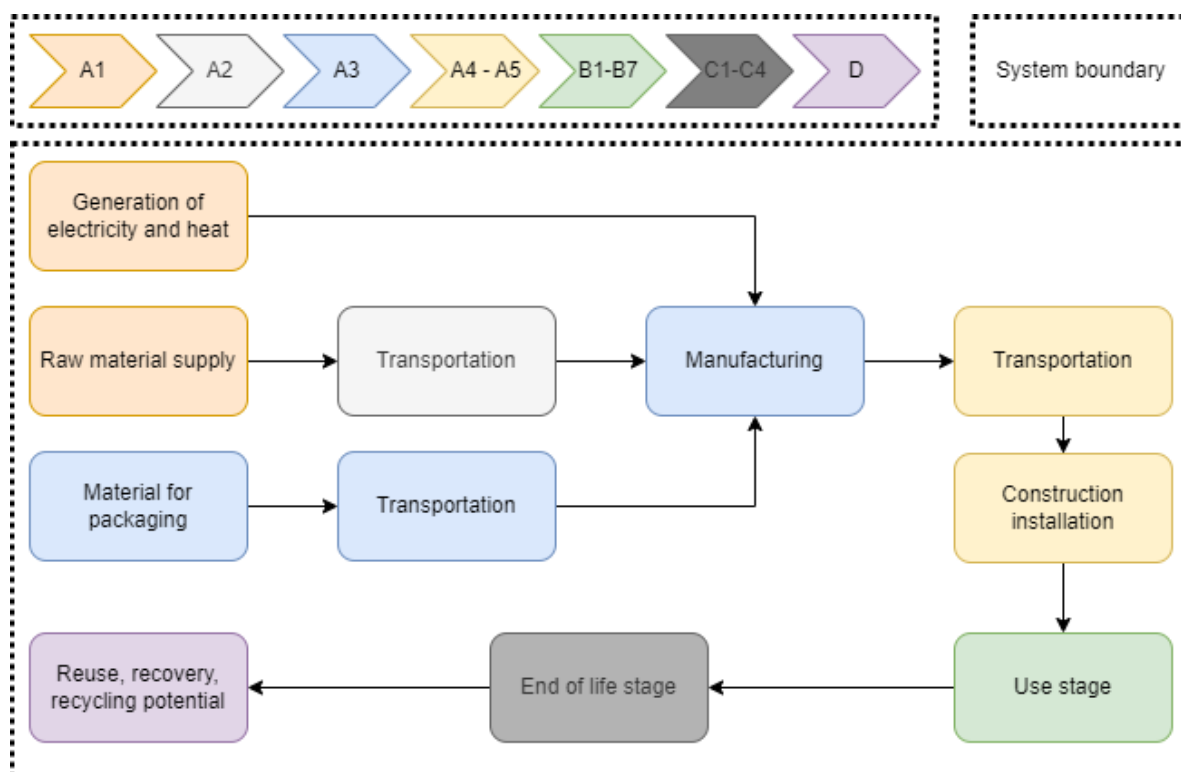 A1
A2
A3
A4 - A5
B1-B7
C1-C4
D
System boundary
Generation of
electricity and heat
Raw material supply
Transportation
Manufacturing
Transportation
Material for
packaging
Transportation
Construction
installation
Reuse, recovery,
recycling potential
End of life stage
Use stage